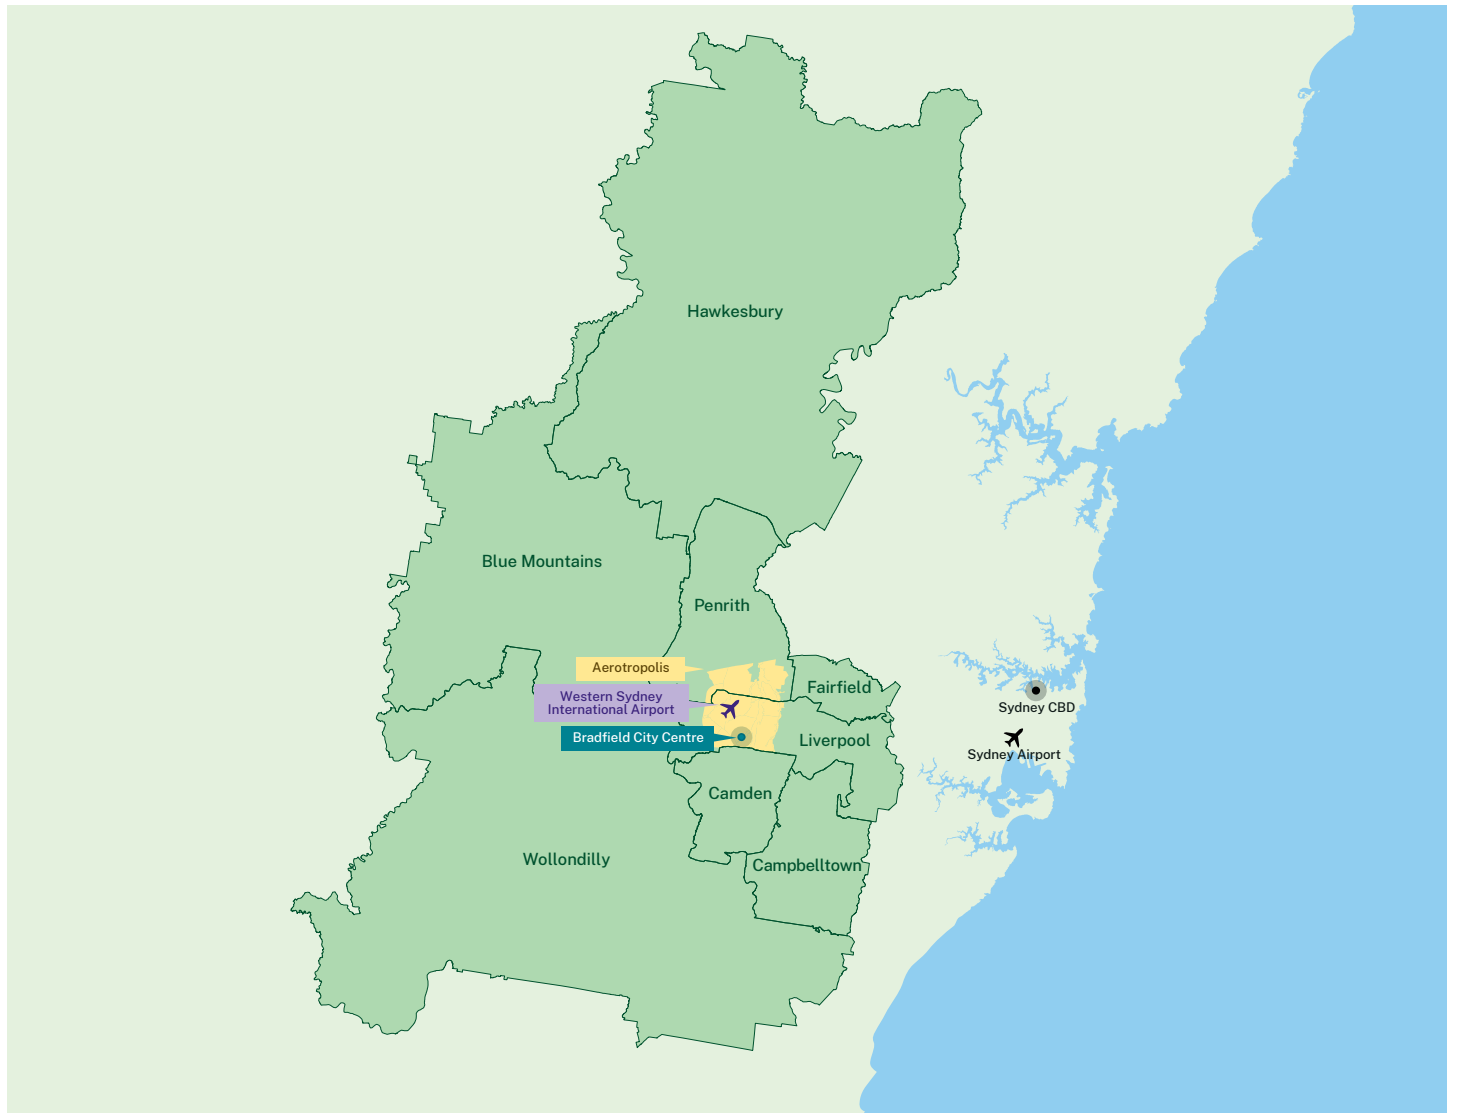 Hawkesbury
Blue Mountains
Penrith
Aerotropolis
Fairfield
Western Sydney
International Airport
Sydney CBD
Bradfield City Centre
Liverpool
Sydney Airport
Camden
Wollondilly
Campbelltown